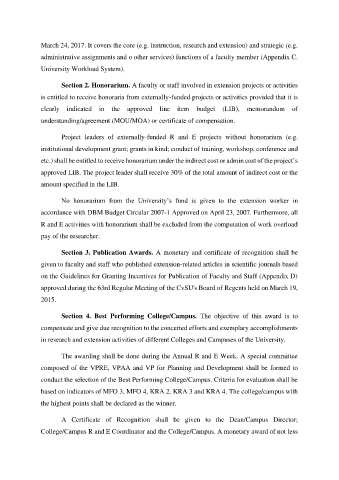 March 24, 2017. It covers the core (e.g. instruction, research and extension) and strategic (e.g.
administrative assignments and o other services) functions of a faculty member (Appendix C.
University Workload System).
Section 2. Honorarium. A faculty or staff involved in extension projects or activities
is entitled to receive honoraria from externally-funded projects or activities provided that it is
clearly indicated in the approved line item budget (LIB), memorandum of
understanding/agreement (MOU/MOA) or certificate of compensation.
Project leaders of externally-funded R and E projects without honorarium (e.g.
institutional development grant; grants in kind; conduct of training, workshop, conference and
etc.) shall be entitled to receive honorarium under the indirect cost or admin cost of the project's
approved LIB. The project leader shall receive 30% of the total amount of indirect cost or the
amount specified in the LIB.
No honorarium from the University's fund is given to the extension worker in
accordance with DBM Budget Circular 2007-1 Approved on April 23, 2007. Furthermore, all
R and E activities with honorarium shall be excluded from the computation of work overload
pay of the researcher.
Section 3. Publication Awards. A monetary and certificate of recognition shall be
given to faculty and staff who published extension-related articles in scientific journals based
on the Guidelines for Granting Incentives for Publication of Faculty and Staff (Appendix D)
approved during the 63rd Regular Meeting of the CvSU's Board of Regents held on March 19,
2015.
Section 4. Best Performing College/Campus. The objective of this award is to
compensate and give due recognition to the concerted efforts and exemplary accomplishments
in research and extension activities of different Colleges and Campuses of the University.
The awarding shall be done during the Annual R and E Week. A special committee
composed of the VPRE, VPAA and VP for Planning and Development shall be formed to
conduct the selection of the Best Performing College/Campus. Criteria for evaluation shall be
based on indicators of MFO 3, MFO 4, KRA 2, KRA 3 and KRA 4. The college/campus with
the highest points shall be declared as the winner.
A Certificate of Recognition shall be given to the Dean/Campus Director;
College/Campus R and E Coordinator and the College/Campus. A monetary award of not less